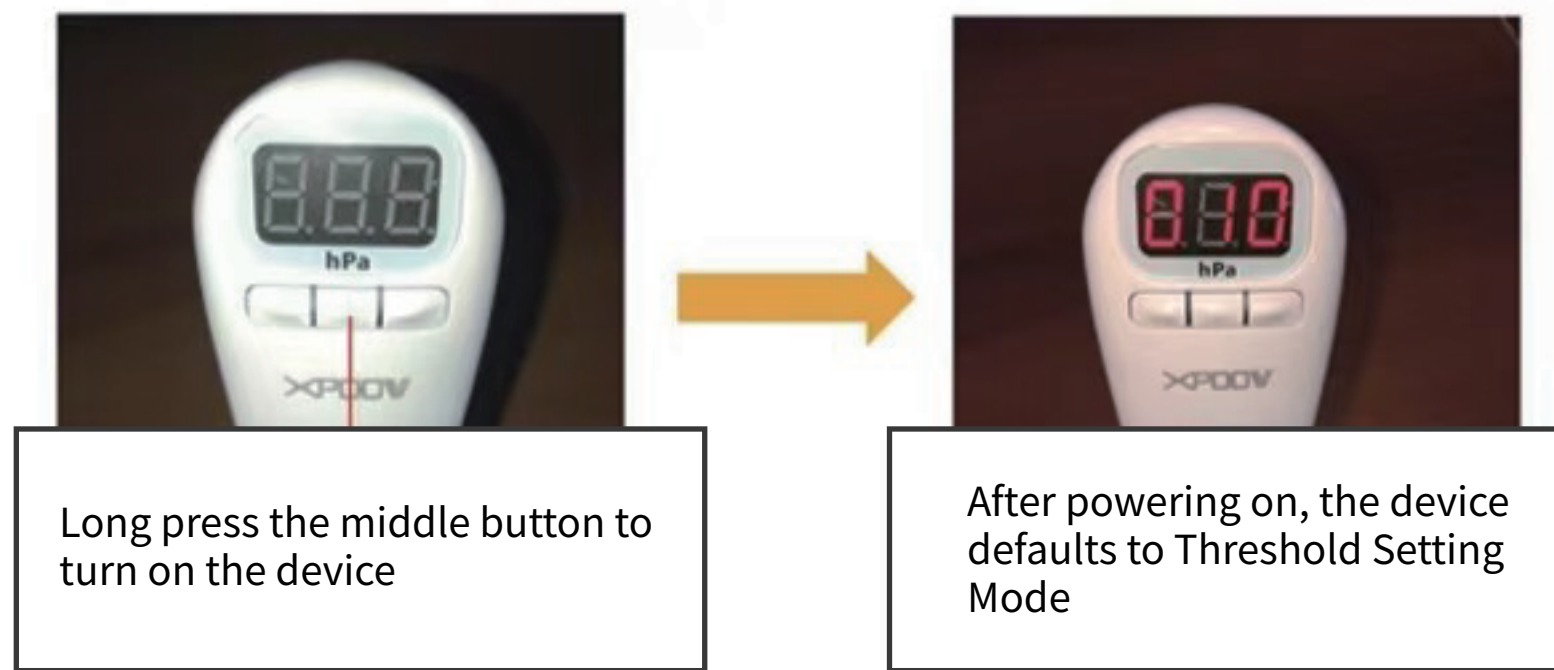 hPa
XPOOV
Long press the middle button to
turn on the device
010
hPa
XPOOV
After powering on, the device
defaults to Threshold Setting
Mode